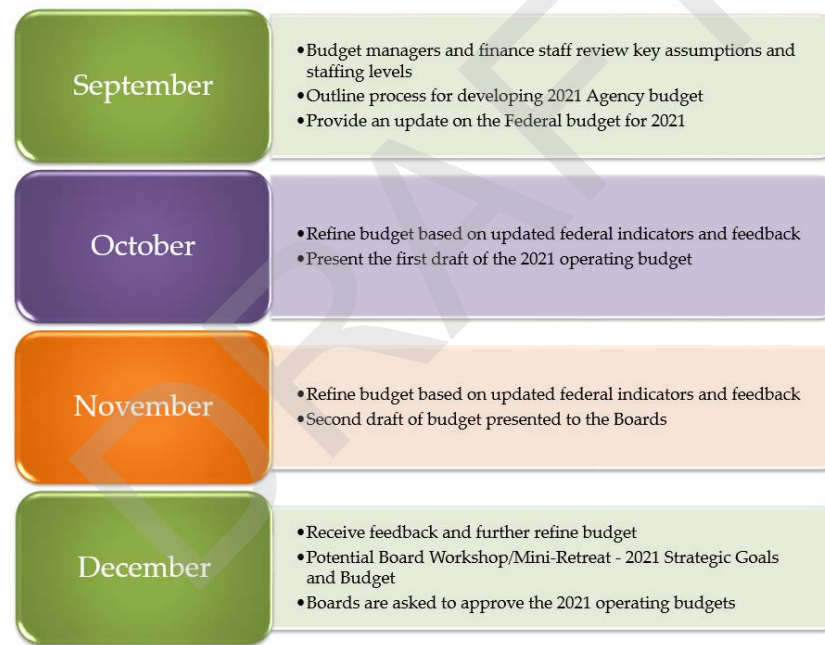 September
•Budget managers and finance staff review key assumptions and
staffing levels
•Outline process for developing 2021 Agency budget
•Provide an update on the Federal budget for 2021
October
•Refine budget based on updated federal indicators and feedback
•Present the first draft of the 2021 operating budget
November
•Refine budget based on updated federal indicators and feedback
•Second draft of budget presented to the Boards
December
•Receive feedback and further refine budget
•Potential Board Workshop/Mini-Retreat - 2021 Strategic Goals
and Budget
•Boards are asked to approve the 2021 operating budgets
DRAFT